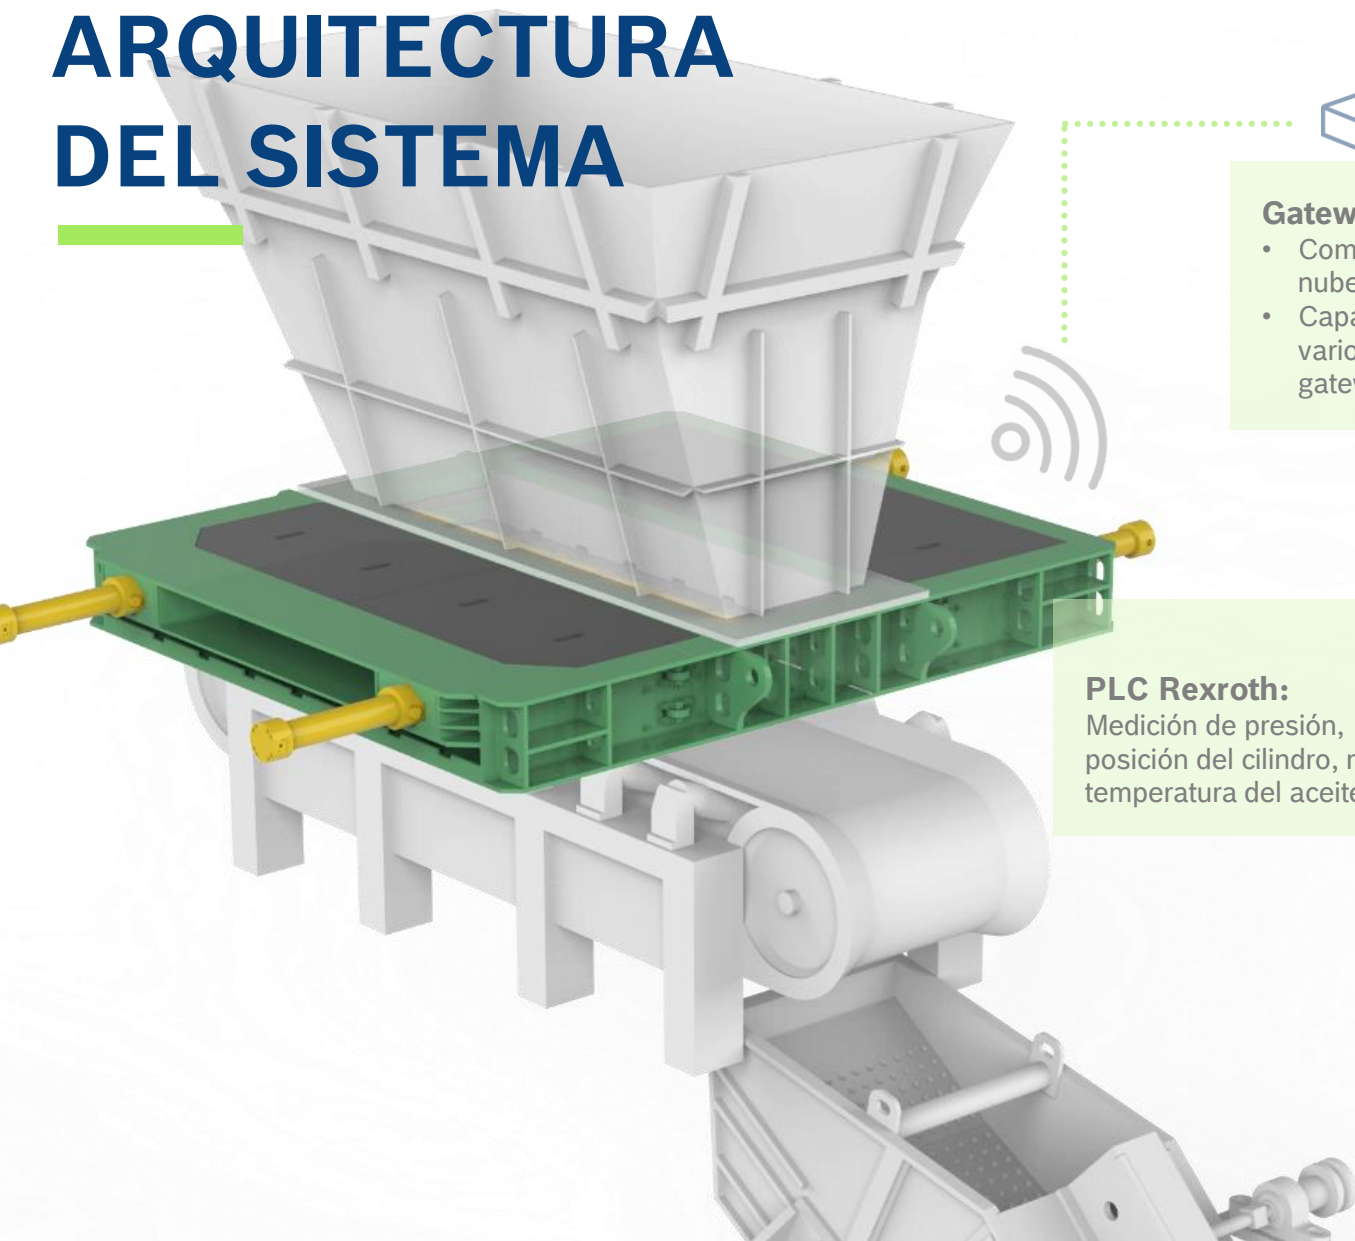 ARQUITECTURA
DEL SISTEMA
Gatew
• Com
nube
• Capa
vario
gatev
PLC Rexroth:
Medición de presión,
posición del cilindro,
temperatura del aceite